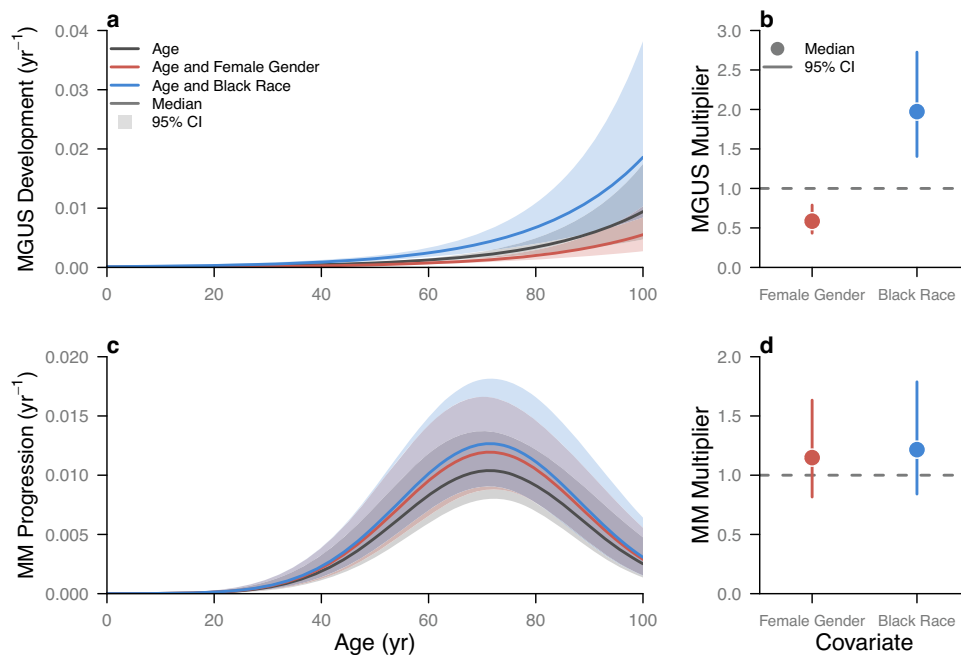 a
MGUS Development (yr−1)
0.04
0.03
0.02
0.01
0.00
Age
Age and Female Gender
Age and Black Race
Median
95% CI
0 20 40 60 80 100
b
MGUS Multiplier
3.0
2.5
2.0
1.5
1.0
0.5
0.0
Median
95% CI
Female Gender Black Race
c
MM Progression (yr−1)
0.020
0.015
0.010
0.005
0.000
0 20 40 60 80 100
Age (yr)
d
MM Multiplier
2.0
1.5
1.0
0.5
0.0
Female Gender Black Race
Covariate